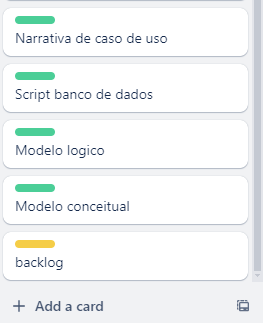 Narrativa de caso de uso
Script banco de dados
Modelo logico
Modelo conceitual
backlog
Add a card